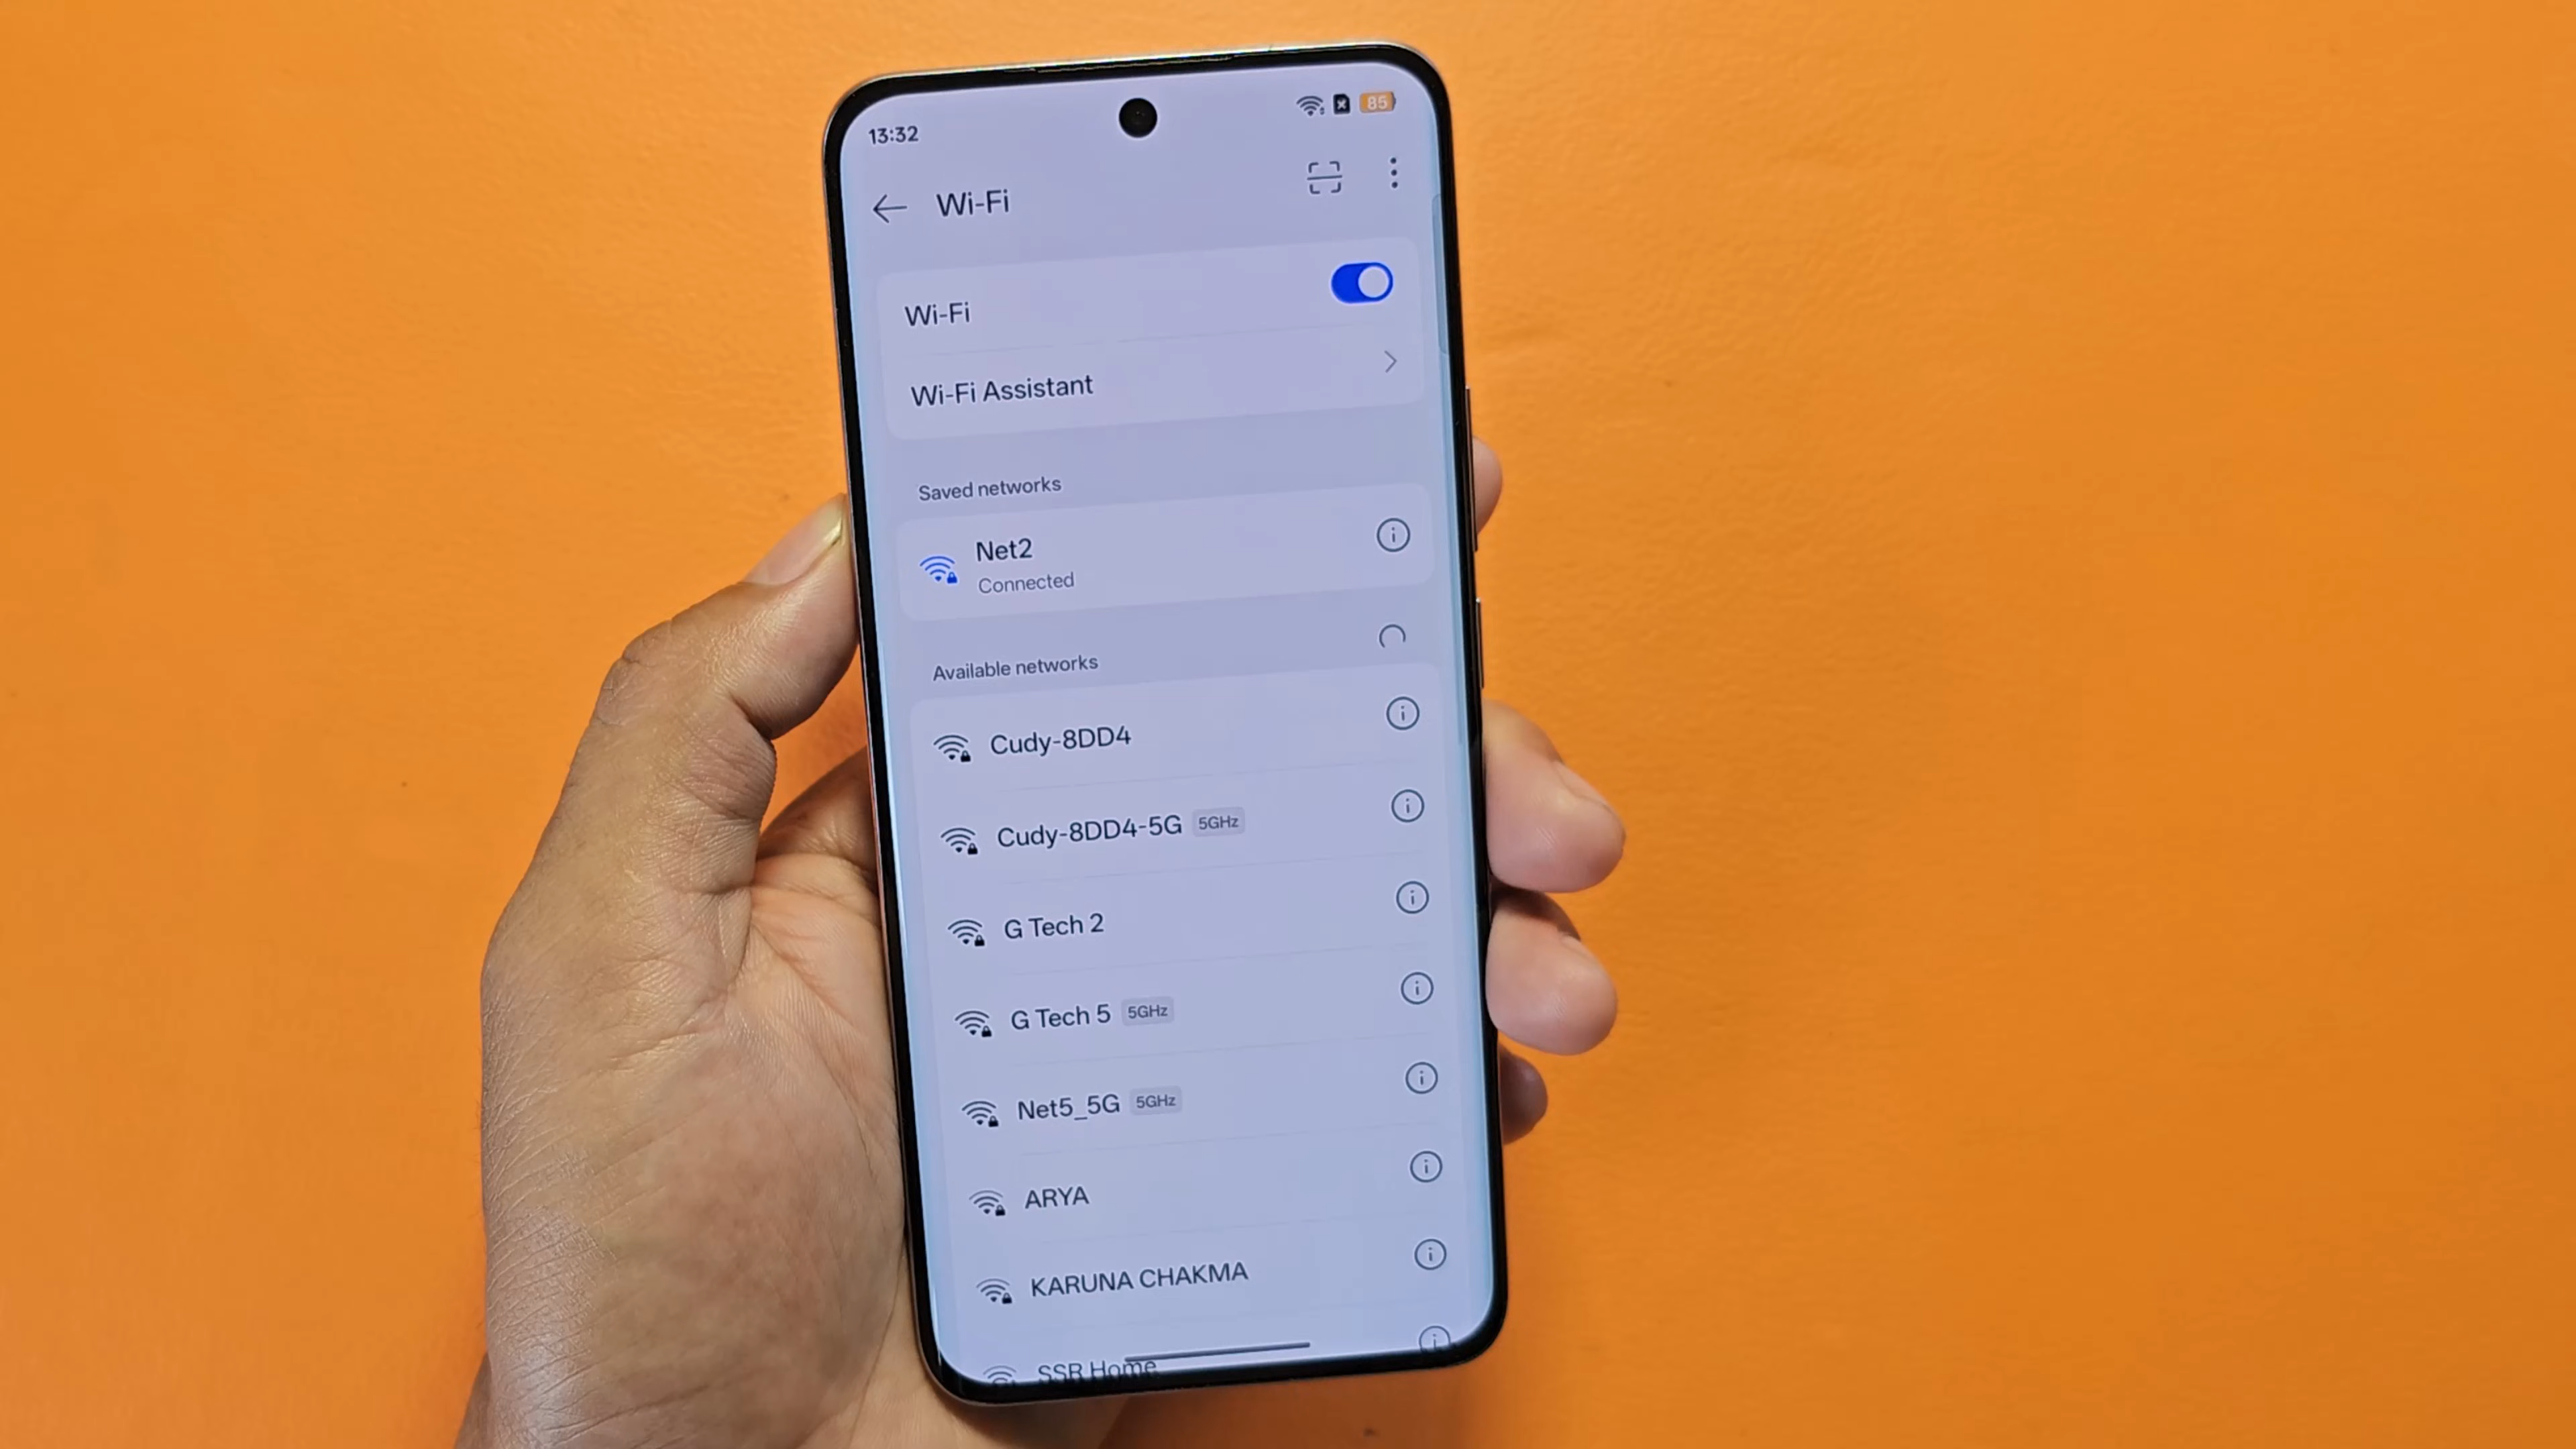 13:32
85
Wi-Fi
Wi-Fi
Wi-Fi Assistant
Saved networks
Net2
Connected
Available networks
Cudy-8DD4
Cudy-8DD4-5G 5GHz
G Tech 2
G Tech 5 5GHz
Net5_5G 5GHz
ARYA
KARUNA CHAKMA
SSR Home